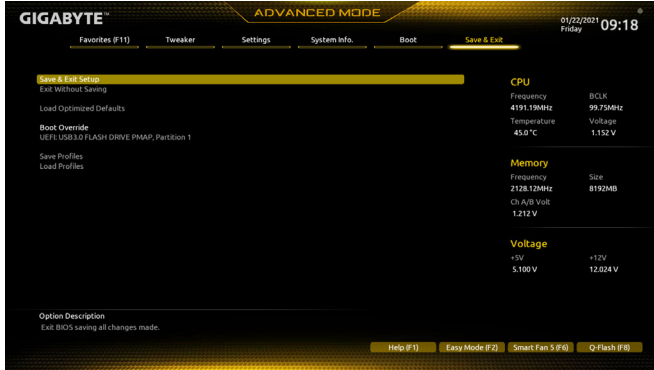 GIGABYTE™
ADVANCED MODE
01/22/2021 Friday 09:18
Favorites (F11) Tweaker Settings System Info. Boot Save & Exit
Save & Exit Setup
Exit Without Saving
Load Optimized Defaults
Boot Override
UEFI: USB3.0 FLASH DRIVE PMAP, Partition 1
Save Profiles
Load Profiles
CPU
Frequency BCLK
4191.19MHz 99.75MHz
Temperature Voltage
45.0 °C 1.152 V
Memory
Frequency Size
2128.12MHz 8192MB
Ch A/B Volt
1.212 V
Voltage
+5V +12V
5.100 V 12.024 V
Option Description
Exit BIOS saving all changes made.
Help (F1) Easy Mode (F2) Smart Fan 5 (F6) Q-Flash (F8)